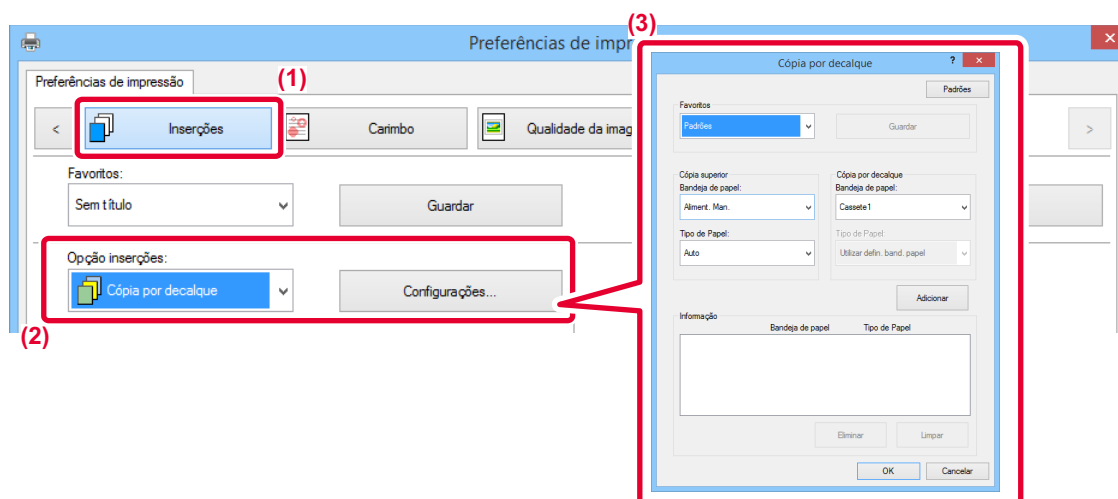 (3)
Preferências de impr
Preferências de impressão
(1)
<
Inserções
Carimbo
Qualidade da imag
>
Favoritos:
Sem título
Guardar
Opção inserções:
Cópia por decalque
Configurações...
(2)
Cópia por decalque
?
Padrões
Favoritos
Padrões
Guardar
Cópia superior
Cópia por decalque
Bandeja de papel:
Bandeja de papel:
Aliment. Man.
Cassete1
Tipo de Papel:
Tipo de Papel:
Auto
Utilizar defin. band. papel
Adicionar
Informação
Bandeja de papel
Tipo de Papel
Eliminar
Limpar
OK
Cancelar